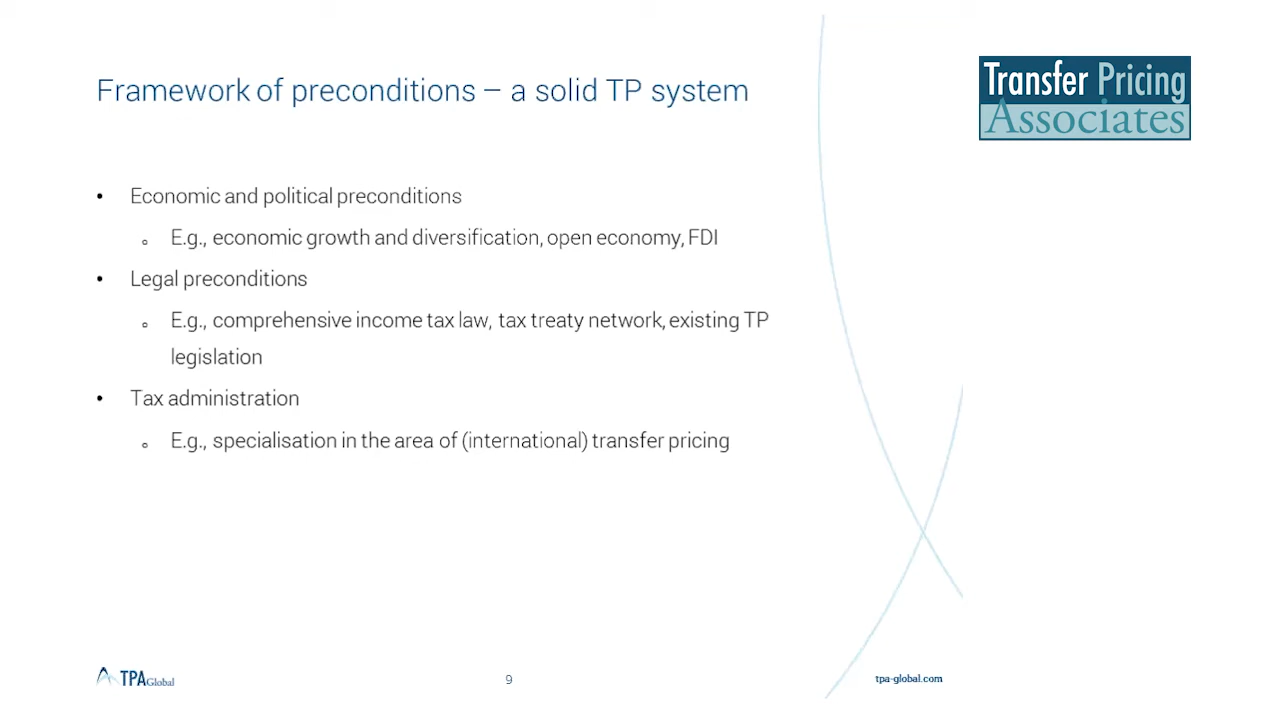 Framework of preconditions – a solid TP system
Transfer Pricing
Associates
• Economic and political preconditions
o E.g., economic growth and diversification, open economy, FDI
• Legal preconditions
o E.g., comprehensive income tax law, tax treaty network, existing TP
legislation
• Tax administration
o E.g., specialisation in the area of (international) transfer pricing
TPA Global
9
tpa-global.com